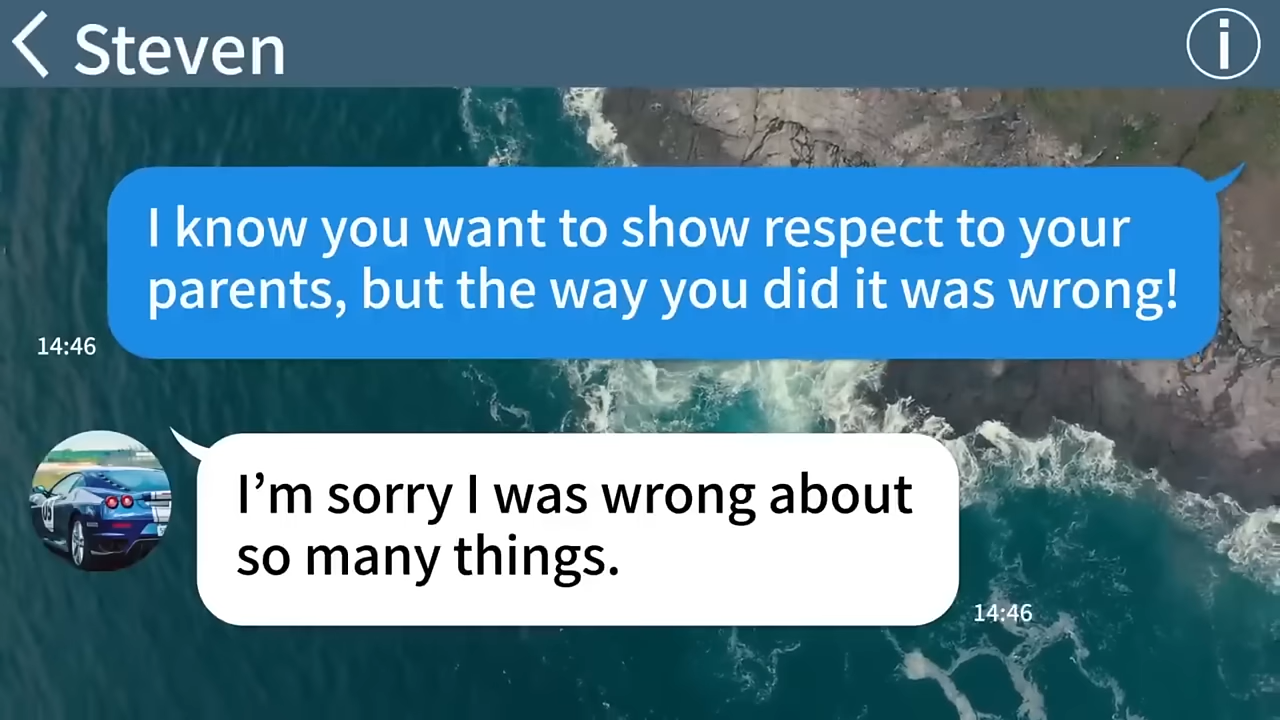 Steven
I know you want to show respect to your
parents, but the way you did it was wrong!
14:46
I’m sorry I was wrong about
so many things.
14:46